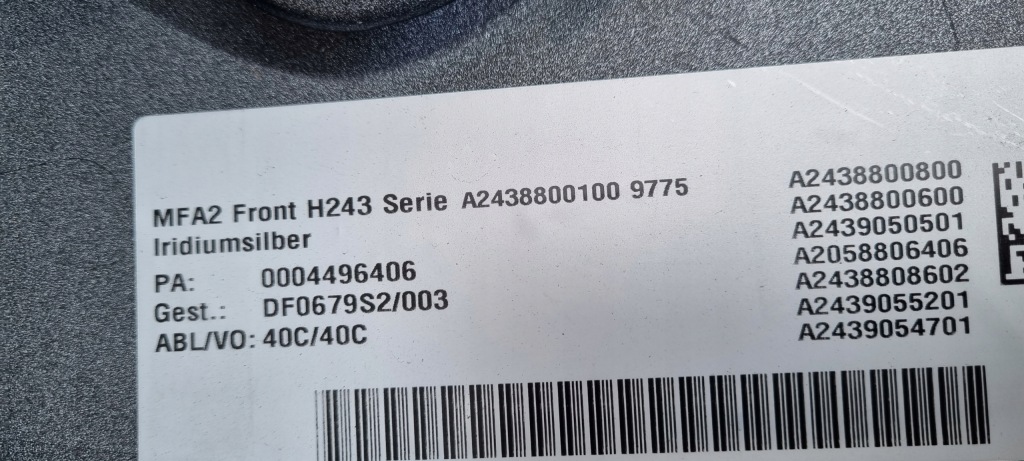 MFA2 Front H243 Serie A2438800100 9775
Iridiumsilber
PA: 0004496406
Gest.: DF0679S2/003
ABL/VO: 40C/40C
A2438800800
A2438800600
A2439050501
A2058806406
A2438808602
A2439055201
A2439054701